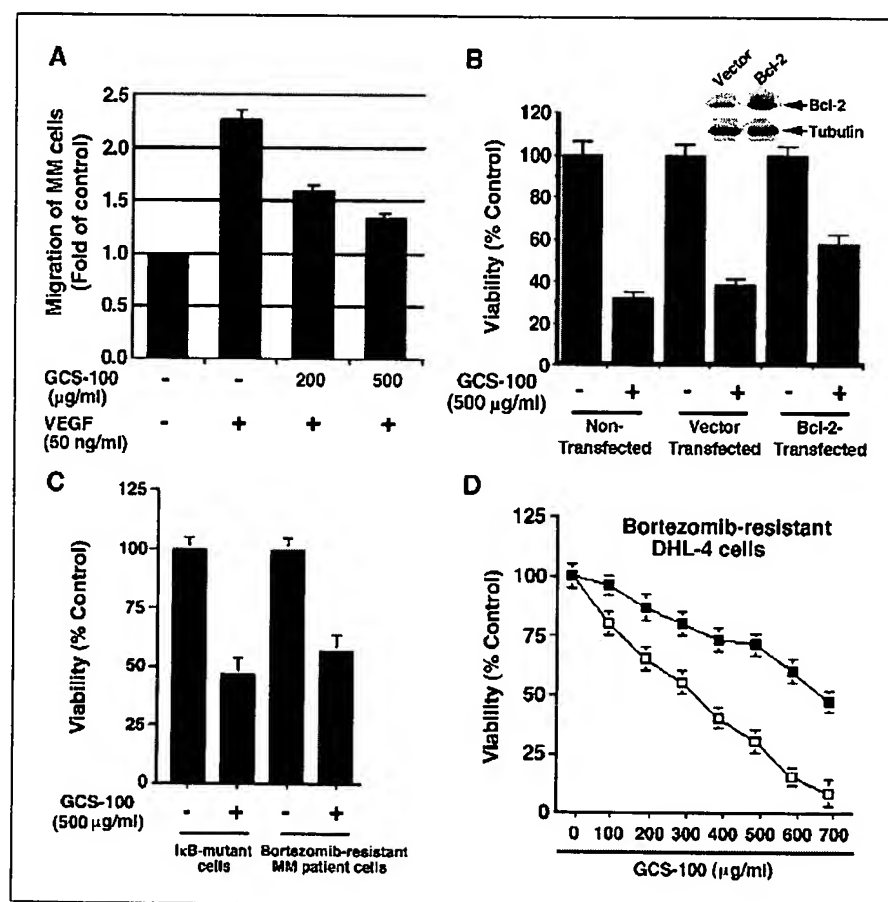 A
Migration of MM cells
(Fold of control)
2.5
2.0
1.5
1.0
0.5
0.0
GCS-100
(µg/ml)
- - 200 500
VEGF
(50 ng/ml)
- + + +
B
Vector Bcl-2
Bcl-2
Tubulin
Viability (% Control)
120
100
80
60
40
20
0
GCS-100
(500 µg/ml)
- + - + - +
Non-
Transfected
Vector
Transfected
Bcl-2-
Transfected
C
Viability (% Control)
125
100
75
50
25
0
GCS-100
(500 µg/ml)
- + - +
IκB-mutant
cells
Bortezomib-resistant
MM patient cells
D
Bortezomib-resistant
DHL-4 cells
Viability (% Control)
125
100
75
50
25
0
0 100 200 300 400 500 600 700
GCS-100 (µg/ml)